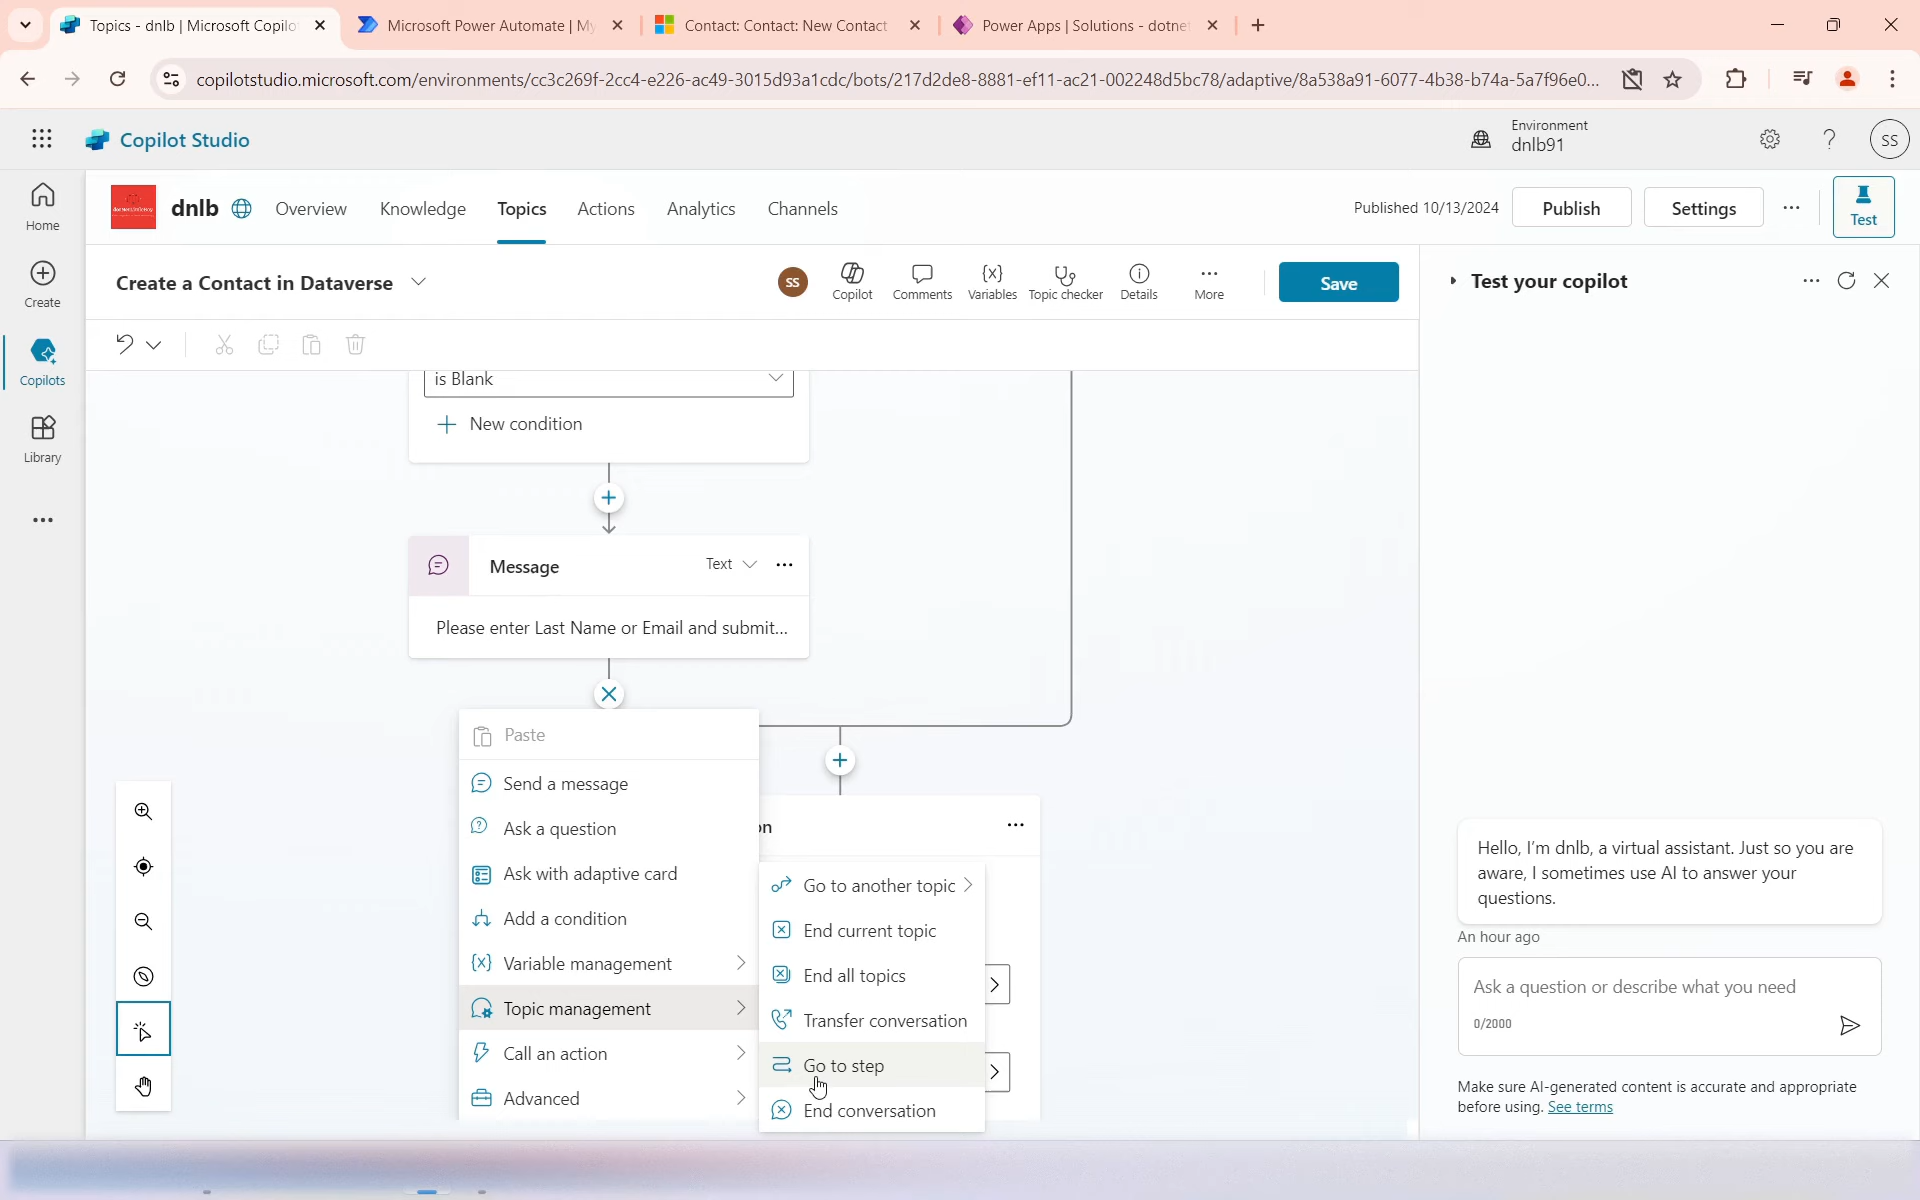 Topics - dnlb | Microsoft Copilo
Microsoft Power Automate | My
Contact: Contact: New Contact
Power Apps | Solutions - dotne
copilotstudio.microsoft.com/environments/cc3c269f-2cc4-e226-ac49-3015d93a1cdc/bots/217d2de8-8881-ef11-ac21-002248d5bc78/adaptive/8a538a91-6077-4b38-b74a-5a7f96e0...
Copilot Studio
Environment
dnlb91
SS
Home
Create
Copilots
Library
dnlb
Overview
Knowledge
Topics
Actions
Analytics
Channels
Published 10/13/2024
Publish
Settings
Test
Create a Contact in Dataverse
SS
Copilot
Comments
Variables
Topic checker
Details
More
Save
is Blank
New condition
Message
Text
Please enter Last Name or Email and submit...
Paste
Send a message
Ask a question
Ask with adaptive card
Add a condition
Variable management
Topic management
Call an action
Advanced
on
Go to another topic
End current topic
End all topics
Transfer conversation
Go to step
End conversation
Test your copilot
Hello, I'm dnlb, a virtual assistant. Just so you are
aware, I sometimes use AI to answer your
questions.
An hour ago
Ask a question or describe what you need
0/2000
Make sure AI-generated content is accurate and appropriate
before using. See terms